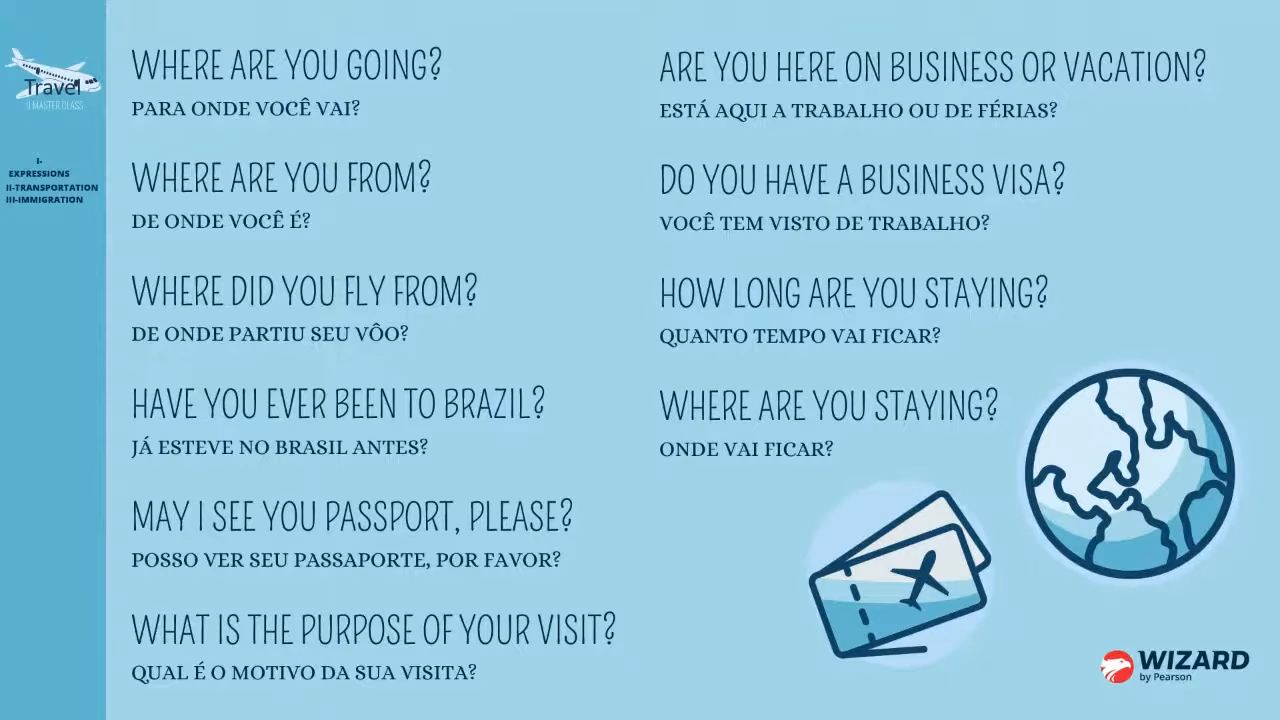 Travel
II MASTER CLASS
I-
EXPRESSIONS
II-TRANSPORTATION
III-IMMIGRATION
WHERE ARE YOU GOING?
PARA ONDE VOCÊ VAI?
WHERE ARE YOU FROM?
DE ONDE VOCÊ É?
WHERE DID YOU FLY FROM?
DE ONDE PARTIU SEU VÔO?
HAVE YOU EVER BEEN TO BRAZIL?
JÁ ESTEVE NO BRASIL ANTES?
MAY I SEE YOU PASSPORT, PLEASE?
POSSO VER SEU PASSAPORTE, POR FAVOR?
WHAT IS THE PURPOSE OF YOUR VISIT?
QUAL É O MOTIVO DA SUA VISITA?
ARE YOU HERE ON BUSINESS OR VACATION?
ESTÁ AQUI A TRABALHO OU DE FÉRIAS?
DO YOU HAVE A BUSINESS VISA?
VOCÊ TEM VISTO DE TRABALHO?
HOW LONG ARE YOU STAYING?
QUANTO TEMPO VAI FICAR?
WHERE ARE YOU STAYING?
ONDE VAI FICAR?
WIZARD
by Pearson